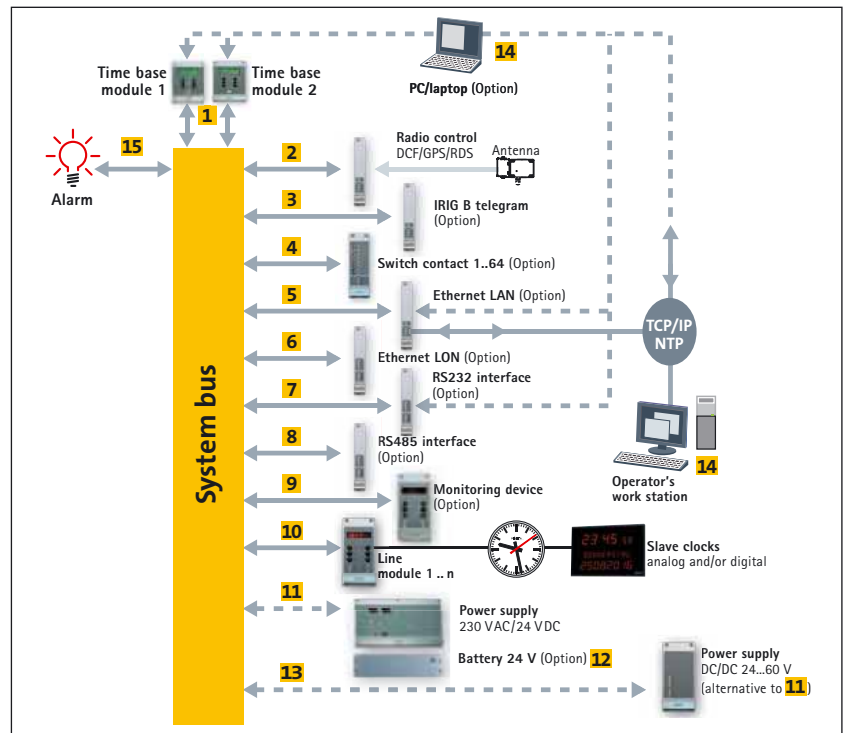 14
PC/laptop (Option)
Time base
module 1
Time base
module 2
1
15
Alarm
System bus
2
Radio control
DCF/GPS/RDS
Antenna
3
IRIG B telegram
(Option)
4
Switch contact 1..64 (Option)
5
Ethernet LAN (Option)
TCP/IP
NTP
6
Ethernet LON (Option)
7
RS232 interface
(Option)
8
RS485 interface
(Option)
14
Operator's
work station
9
Monitoring device
(Option)
10
Line
module 1 .. n
23 45
25082016
Slave clocks
analog and/or digital
11
Power supply
230 VAC/24 VDC
Battery 24 V (Option) 12
13
Power supply
DC/DC 24...60 V
(alternative to 11)